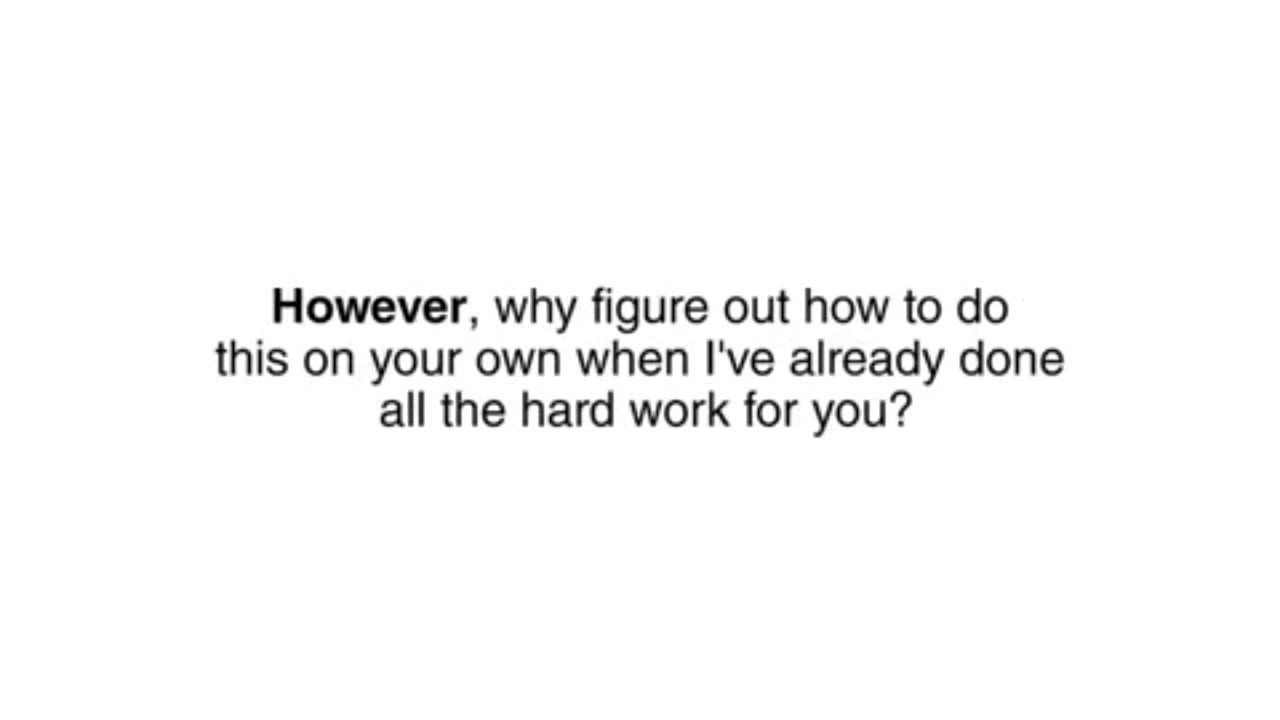 However, why figure out how to do
this on your own when I've already done
all the hard work for you?